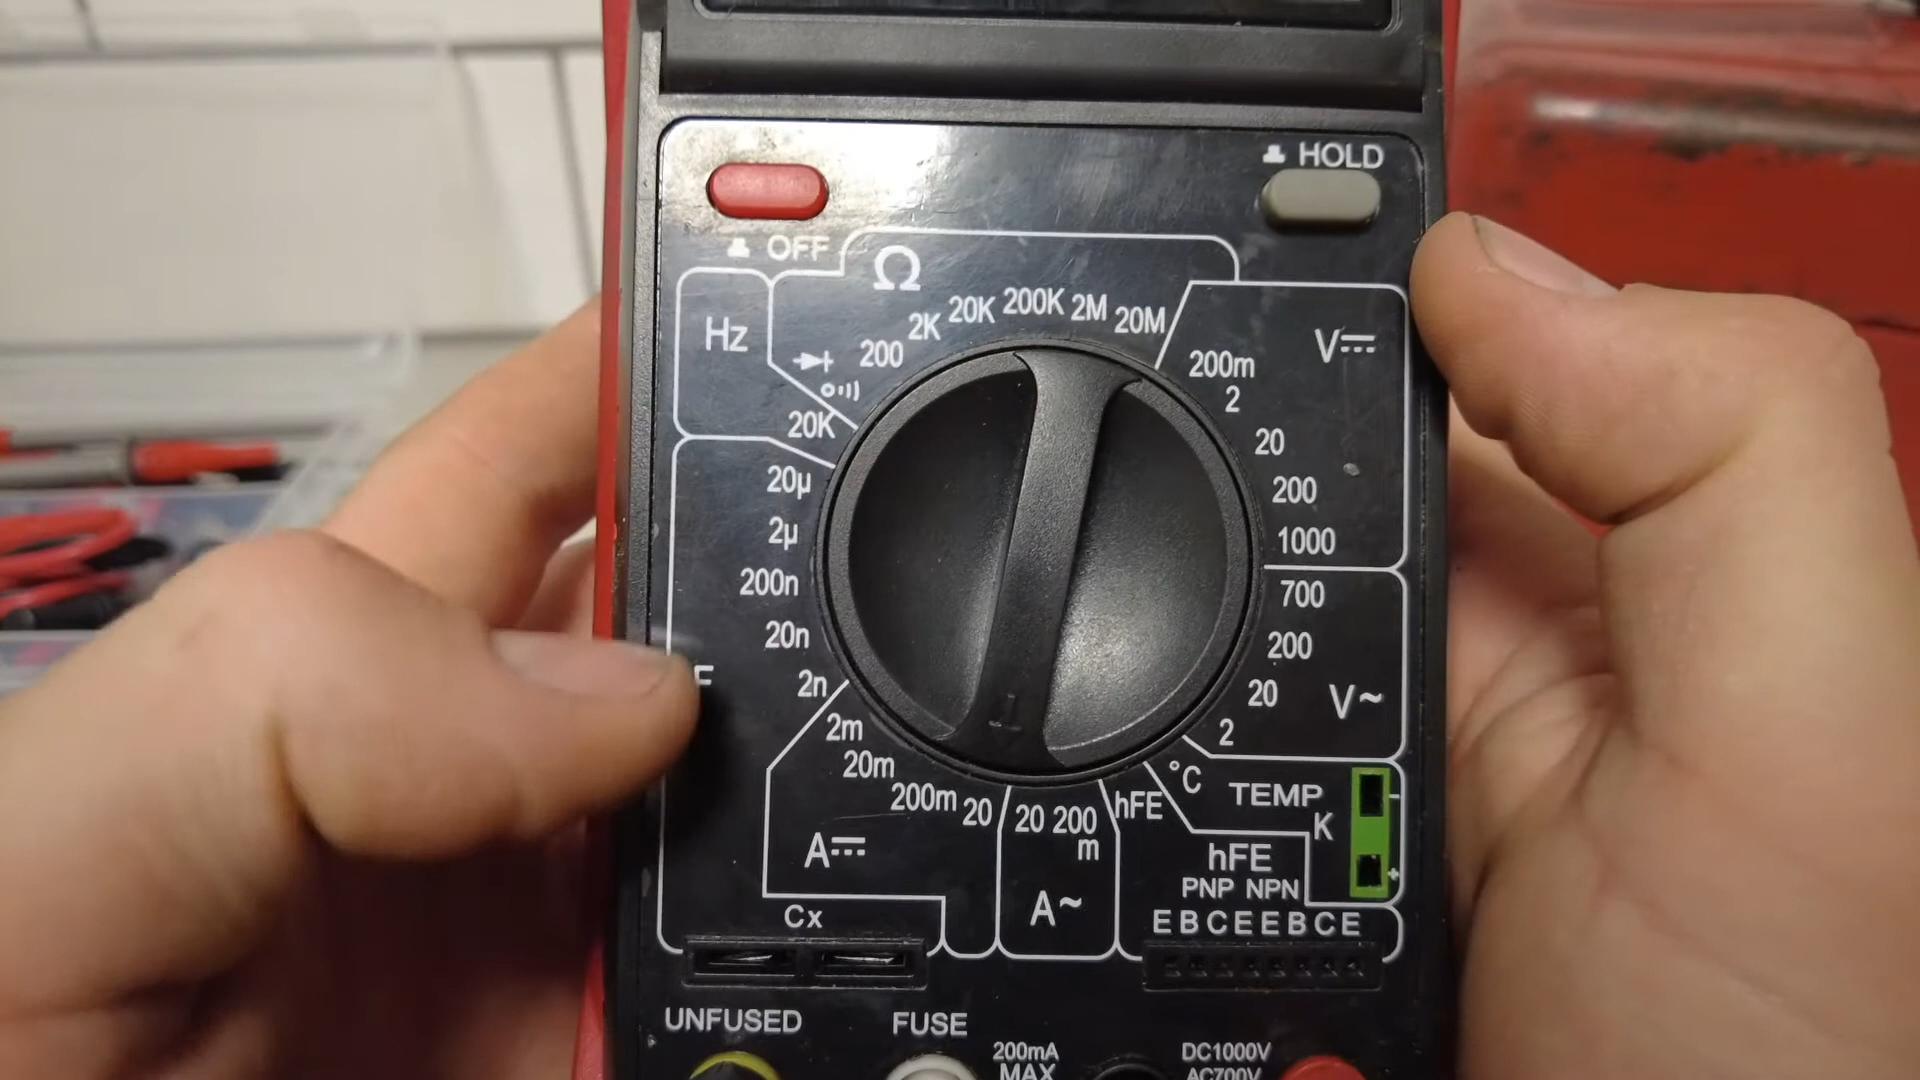 HOLD
OFF
Ω
Hz
200
2K
20K
200K
2M
20M
20K
200m
2
20
200
1000
V⎓
700
200
20
2
V~
20µ
2µ
200n
20n
2n
F
2m
20m
200m
20
A⎓
20
200
m
A~
hFE
°C
TEMP
K
-
+
hFE
PNP NPN
E B C E E B C E
Cx
UNFUSED
FUSE
200mA
MAX
DC1000V
AC700V